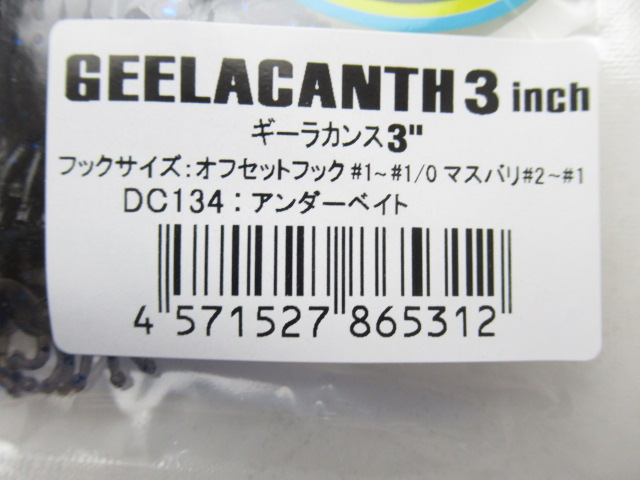 GEELACANTH 3 inch
ギーラカンス3"
フックサイズ:オフセットフック #1~#1/0 マスバリ#2~#1
DC134:アンダーベイト
4 571527 865312